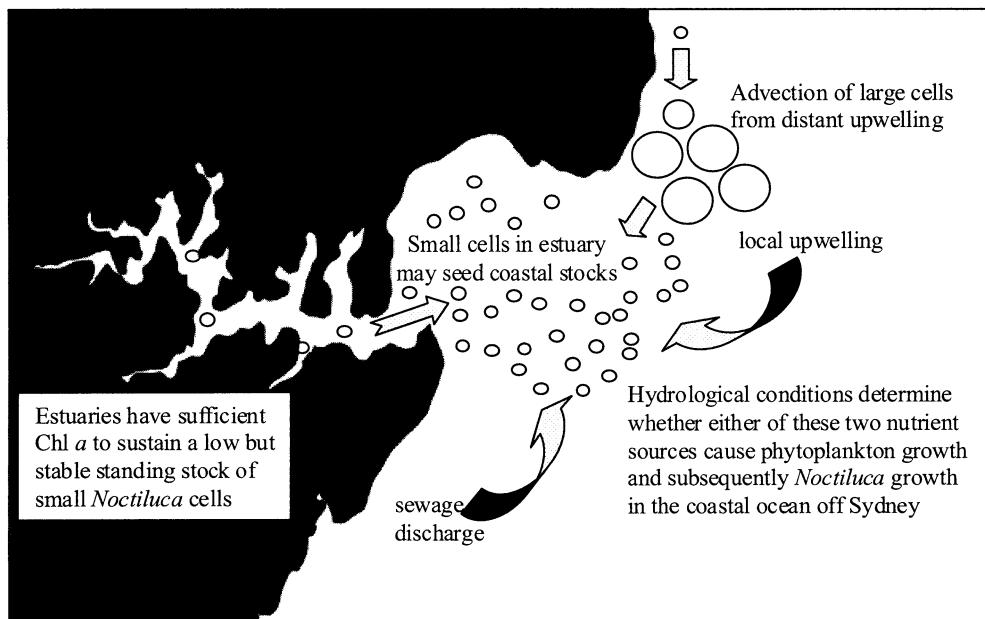 Advection of large cells
from distant upwelling
local upwelling
Small cells in estuary
may seed coastal stocks
Estuaries have sufficient
Chl a to sustain a low but
stable standing stock of
small Noctiluca cells
sewage
discharge
Hydrological conditions determine
whether either of these two nutrient
sources cause phytoplankton growth
and subsequently Noctiluca growth
in the coastal ocean off Sydney